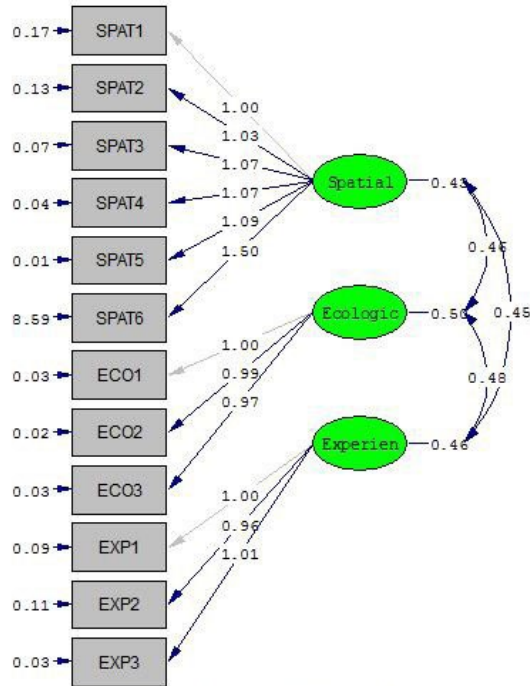 0.17 SPAT1
0.13 SPAT2
0.07 SPAT3
0.04 SPAT4
0.01 SPAT5
8.59 SPAT6
0.03 ECO1
0.02 ECO2
0.03 ECO3
0.09 EXP1
0.11 EXP2
0.03 EXP3
1.00
1.03
1.07
1.07
1.09
1.50
1.00
0.99
0.97
1.00
0.96
1.01
Spatial 0.43
Ecologic 0.50
Experien 0.46
0.46
0.45
0.48